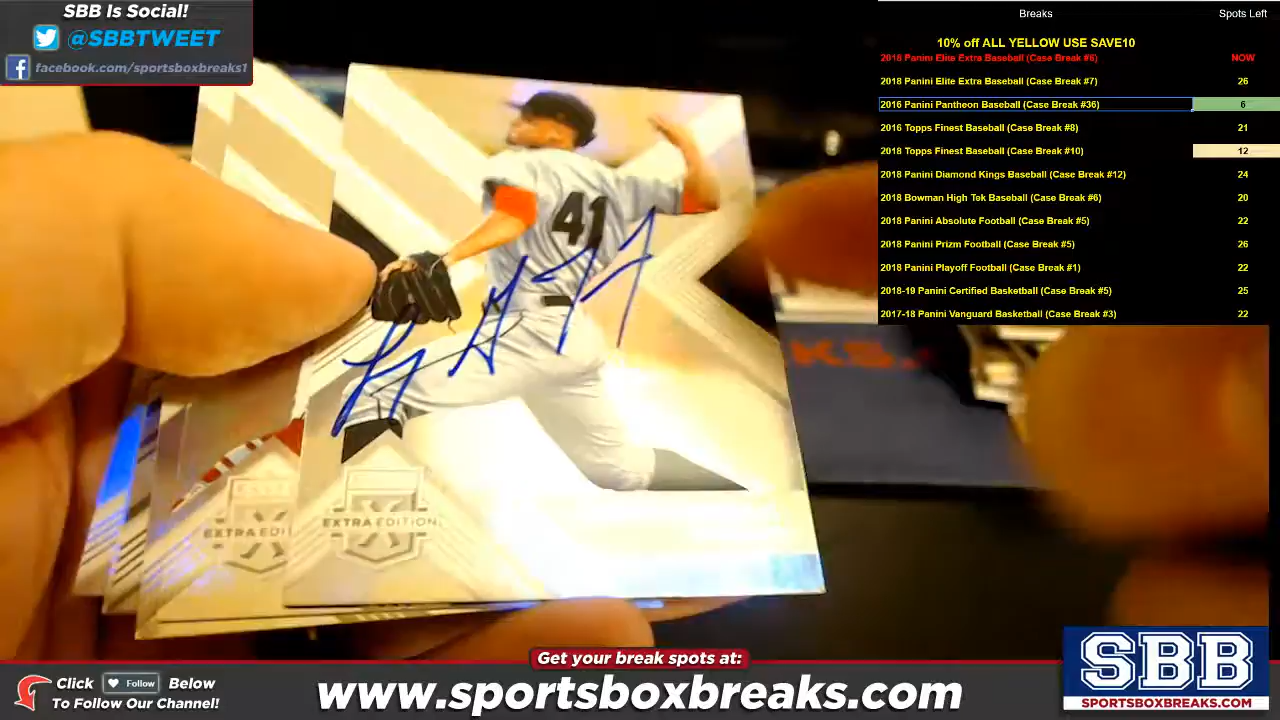 SBB Is Social!
@SBBTWEET
facebook.com/sportsboxbreaks1
Breaks Spots Left
10% off ALL YELLOW USE SAVE10
2018 Panini Elite Extra Baseball (Case Break #6) NOW
2018 Panini Elite Extra Baseball (Case Break #7) 26
2016 Panini Pantheon Baseball (Case Break #36) 6
2016 Topps Finest Baseball (Case Break #8) 21
2018 Topps Finest Baseball (Case Break #10) 12
2018 Panini Diamond Kings Baseball (Case Break #12) 24
2018 Bowman High Tek Baseball (Case Break #6) 20
2018 Panini Absolute Football (Case Break #5) 22
2018 Panini Prizm Football (Case Break #5) 26
2018 Panini Playoff Football (Case Break #1) 22
2018-19 Panini Certified Basketball (Case Break #5) 25
2017-18 Panini Vanguard Basketball (Case Break #3) 22
41
EXTRA EDI
EXTRA EDITION
Get your break spots at:
Click Follow Below
To Follow Our Channel!
www.sportsboxbreaks.com
SBB
SPORTSBOXBREAKS.COM